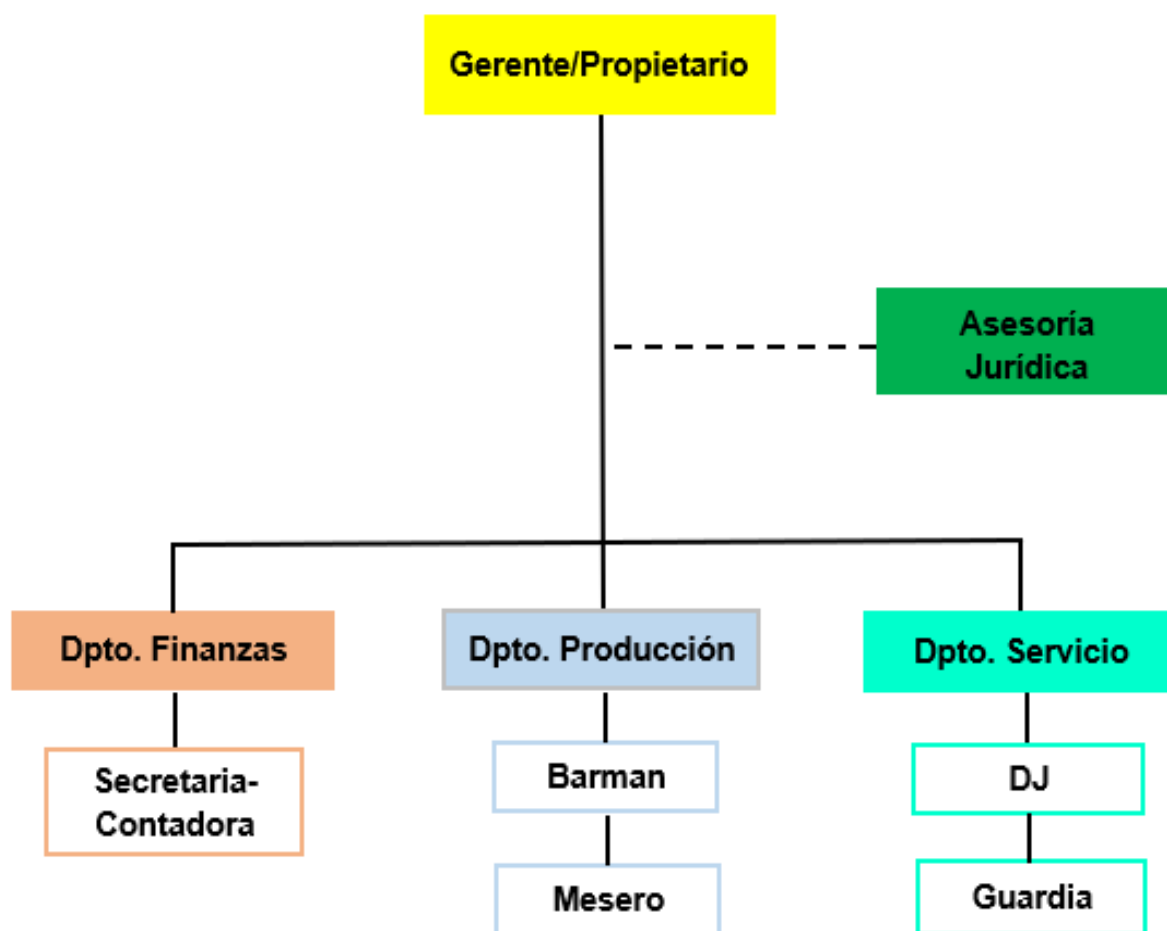 Gerente/Propietario
Asesoría
Jurídica
Dpto. Finanzas
Dpto. Producción
Dpto. Servicio
Secretaria-
Contadora
Barman
DJ
Mesero
Guardia